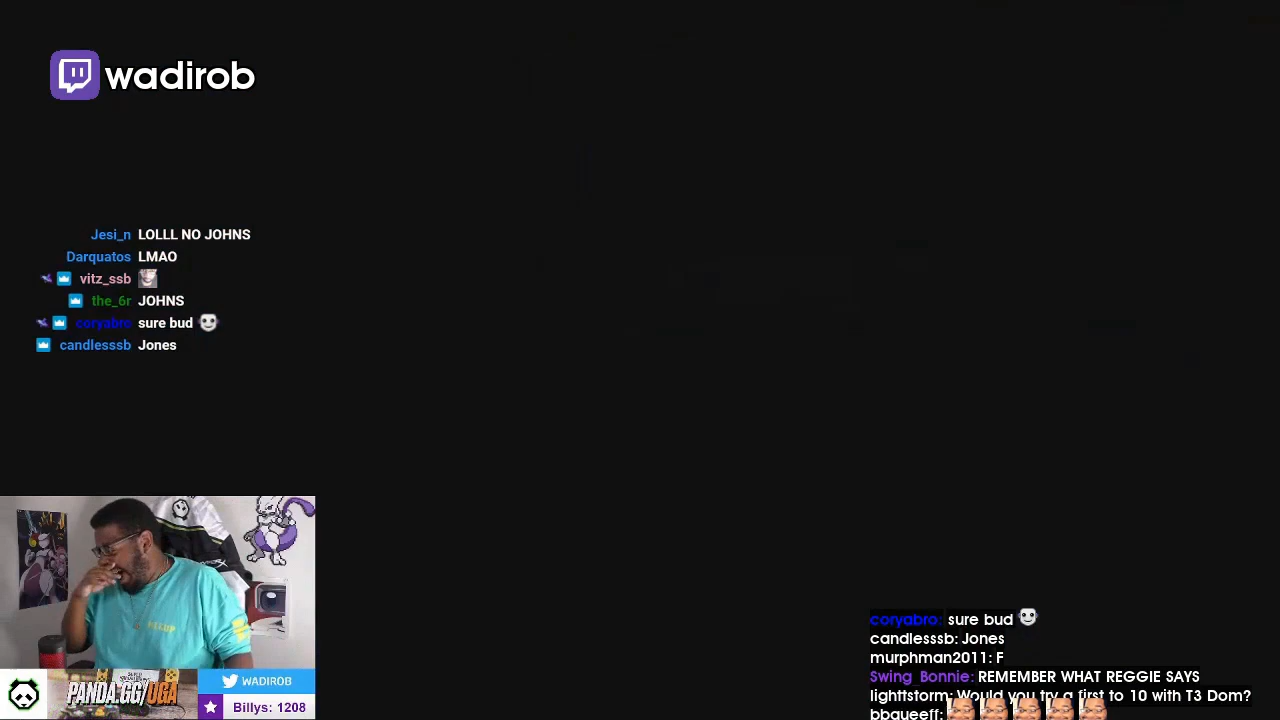 wadirob
Jesi_n LOLLL NO JOHNS
Darquatos LMAO
vitz_ssb
the_6r JOHNS
coryabro sure bud
candlesssb Jones
PANDA.GG/UGA
WADIROB
Billys: 1208
coryabro: sure bud
candlesssb: Jones
murphman2011: F
Swing_Bonnie: REMEMBER WHAT REGGIE SAYS
lighttstorm: Would you try a first to 10 with T3 Dom?
bbqueeff: